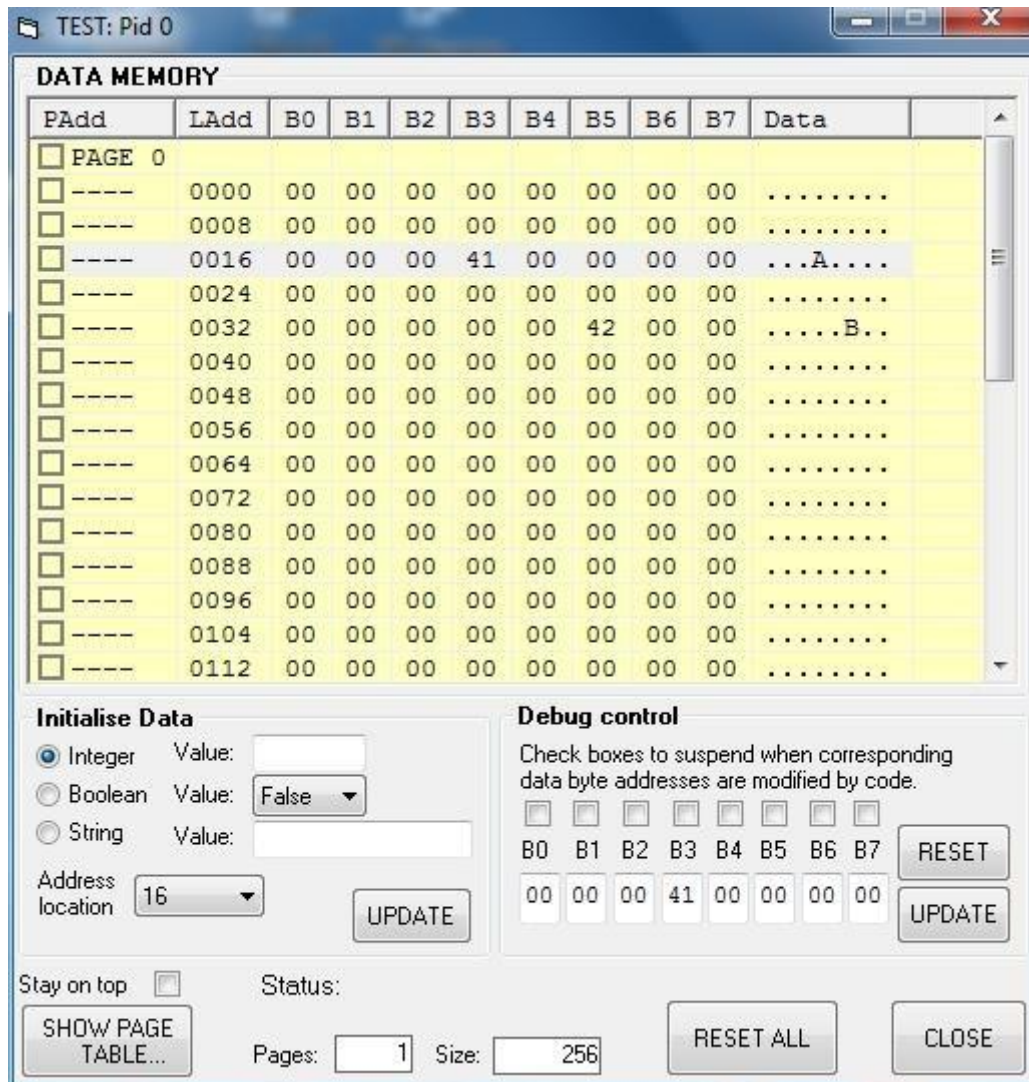 TEST: Pid 0
DATA MEMORY
PAdd LAdd B0 B1 B2 B3 B4 B5 B6 B7 Data
PAGE 0
---- 0000 00 00 00 00 00 00 00 00 ........
---- 0008 00 00 00 00 00 00 00 00 ........
---- 0016 00 00 00 41 00 00 00 00 ...A....
---- 0024 00 00 00 00 00 00 00 00 ........
---- 0032 00 00 00 00 00 42 00 00 .....B..
---- 0040 00 00 00 00 00 00 00 00 ........
---- 0048 00 00 00 00 00 00 00 00 ........
---- 0056 00 00 00 00 00 00 00 00 ........
---- 0064 00 00 00 00 00 00 00 00 ........
---- 0072 00 00 00 00 00 00 00 00 ........
---- 0080 00 00 00 00 00 00 00 00 ........
---- 0088 00 00 00 00 00 00 00 00 ........
---- 0096 00 00 00 00 00 00 00 00 ........
---- 0104 00 00 00 00 00 00 00 00 ........
---- 0112 00 00 00 00 00 00 00 00 ........
Initialise Data
Integer Value:
Boolean Value: False
String Value:
Address
location 16
UPDATE
Debug control
Check boxes to suspend when corresponding
data byte addresses are modified by code.
B0 B1 B2 B3 B4 B5 B6 B7
00 00 00 41 00 00 00 00
RESET
UPDATE
Stay on top
Status:
SHOW PAGE
TABLE...
Pages: 1 Size: 256
RESET ALL
CLOSE